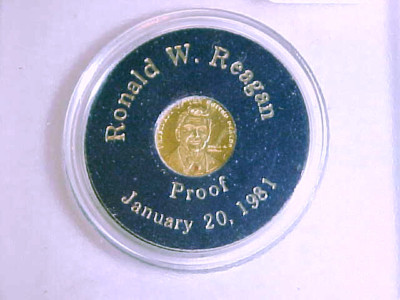 Ronald W. Reagan
Proof
January 20, 1981